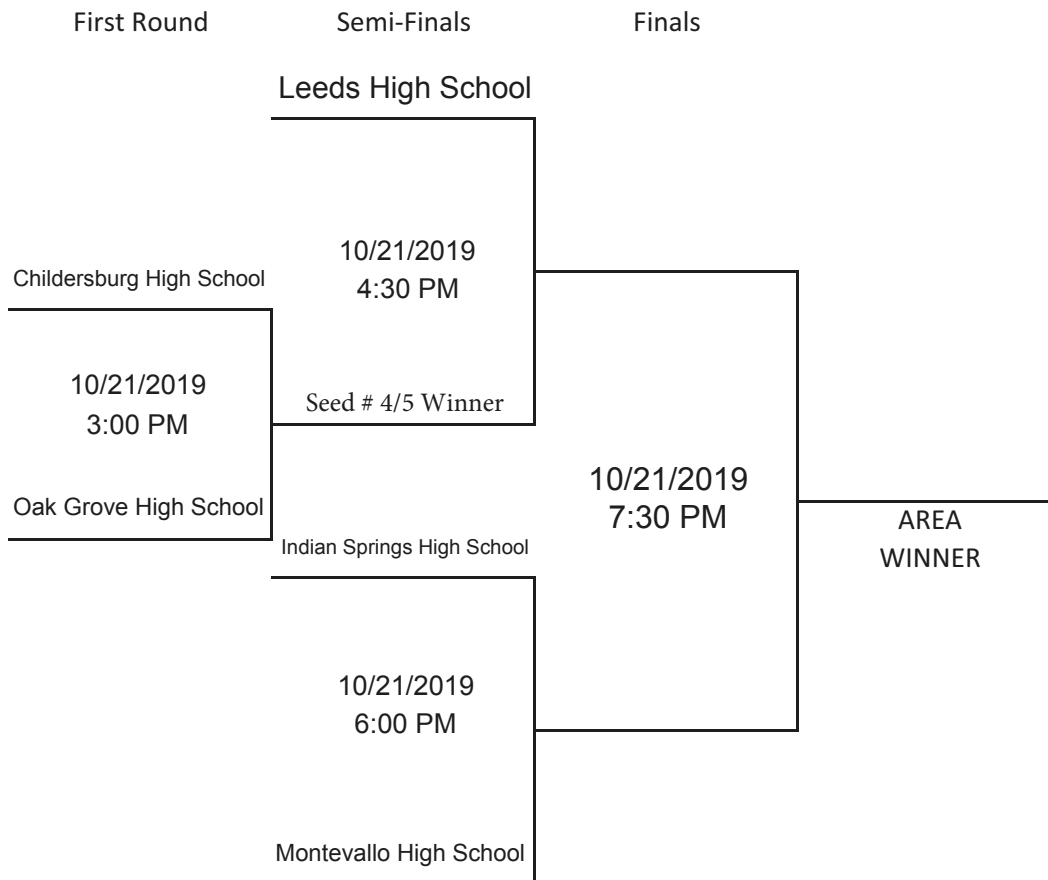 First Round
Semi-Finals
Finals
Leeds High School
10/21/2019
4:30 PM
Childersburg High School
10/21/2019
3:00 PM
Seed # 4/5 Winner
Oak Grove High School
10/21/2019
7:30 PM
AREA
WINNER
Indian Springs High School
10/21/2019
6:00 PM
Montevallo High School